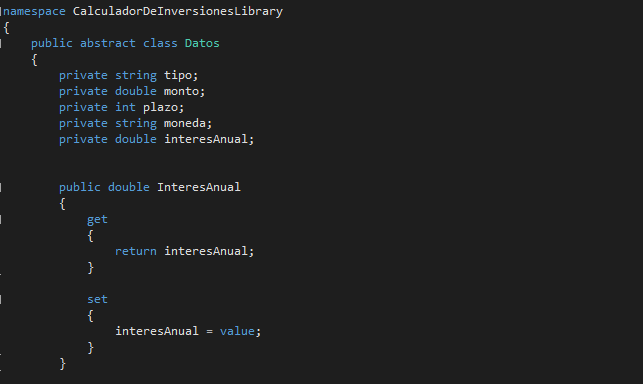 namespace CalculadorDeInversionesLibrary
{
    public abstract class Datos
    {
        private string tipo;
        private double monto;
        private int plazo;
        private string moneda;
        private double interesAnual;
        public double InteresAnual
        {
            get
            {
                return interesAnual;
            }
            set
            {
                interesAnual = value;
            }
        }